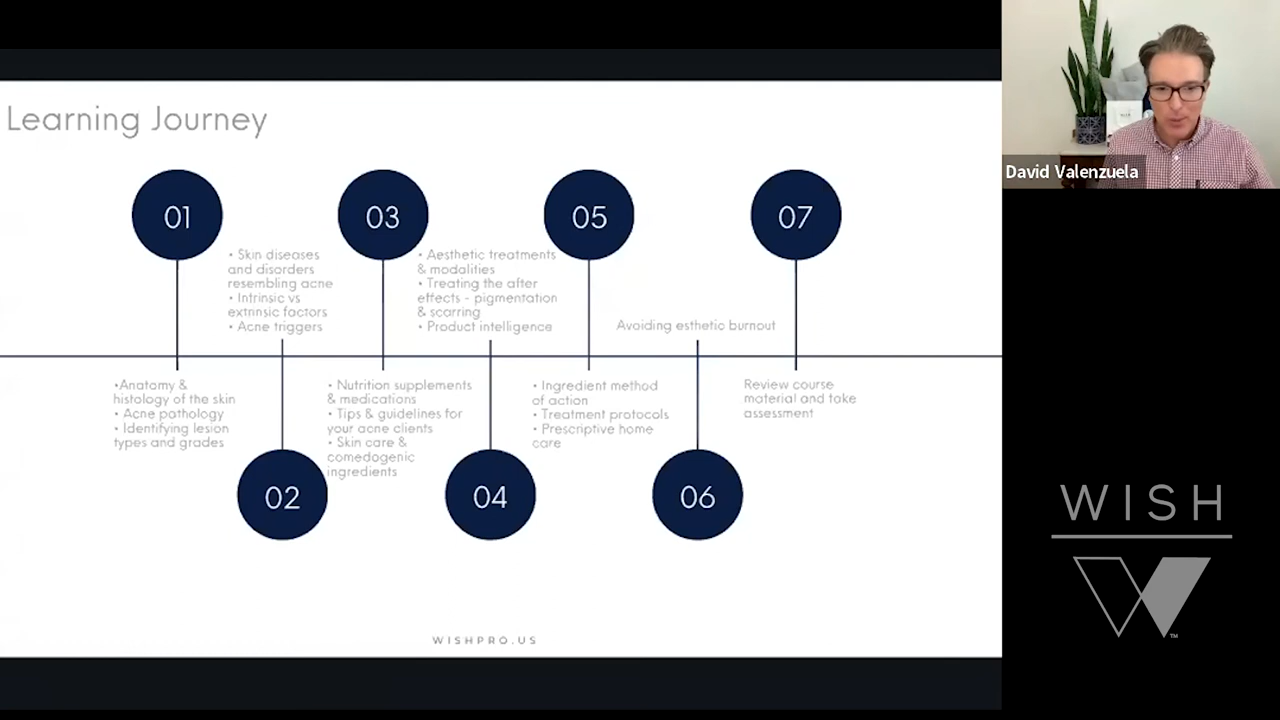 Learning Journey
01
•Anatomy &
histology of the skin
• Acne pathology
• Identifying lesion
types and grades
• Skin diseases
and disorders
resembling acne
• Intrinsic vs
extrinsic factors
• Acne triggers
02
03
• Nutrition supplements
& medications
• Tips & guidelines for
your acne clients
• Skin care &
comedogenic
ingredients
• Aesthetic treatments
& modalities
• Treating the after
effects - pigmentation
& scarring
• Product intelligence
04
05
• Ingredient method
of action
• Treatment protocols
• Prescriptive home
care
Avoiding esthetic burnout
06
07
Review course
material and take
assessment
WISHPRO.US
David Valenzuela
WISH
TM